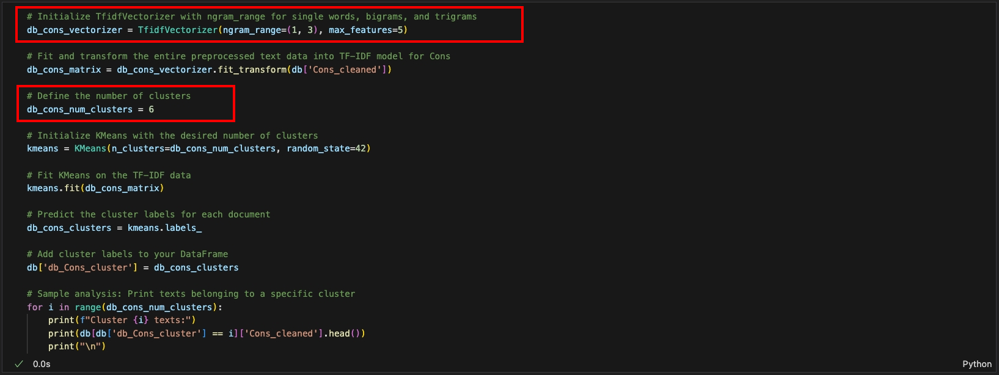 # Initialize TfidfVectorizer with ngram_range for single words, bigrams, and trigrams
db_cons_vectorizer = TfidfVectorizer(ngram_range=(1, 3), max_features=5)
# Fit and transform the entire preprocessed text data into TF-IDF model for Cons
db_cons_matrix = db_cons_vectorizer.fit_transform(db['Cons_cleaned'])
# Define the number of clusters
db_cons_num_clusters = 6
# Initialize KMeans with the desired number of clusters
kmeans = KMeans(n_clusters=db_cons_num_clusters, random_state=42)
# Fit KMeans on the TF-IDF data
kmeans.fit(db_cons_matrix)
# Predict the cluster labels for each document
db_cons_clusters = kmeans.labels_
# Add cluster labels to your DataFrame
db['db_Cons_cluster'] = db_cons_clusters
# Sample analysis: Print texts belonging to a specific cluster
for i in range(db_cons_num_clusters):
    print(f"Cluster {i} texts:")
    print(db[db['db_Cons_cluster'] == i]['Cons_cleaned'].head())
    print("\n")
✓ 0.0s
Python